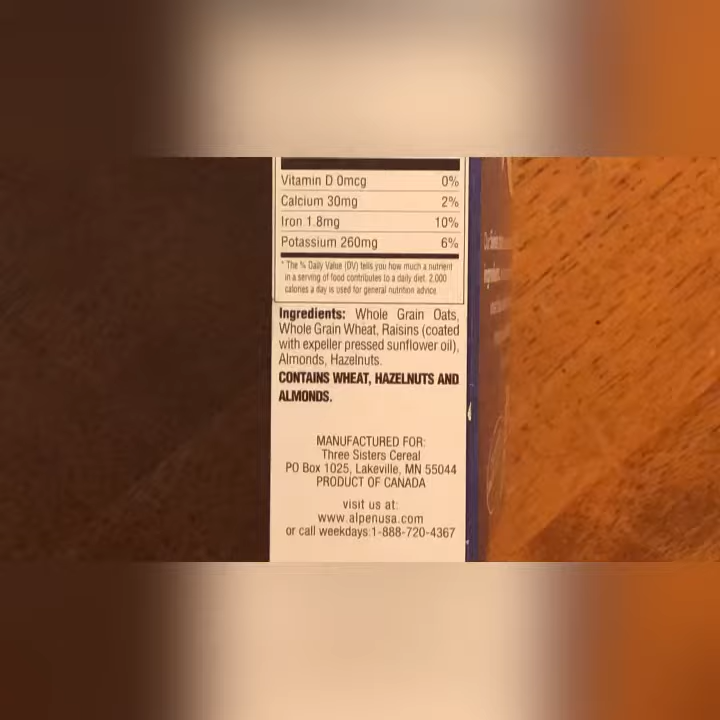 Vitamin D 0mcg 0%
Calcium 30mg 2%
Iron 1.8mg 10%
Potassium 260mg 6%
* The % Daily Value (DV) tells you how much a nutrient
in a serving of food contributes to a daily diet. 2,000
calories a day is used for general nutrition advice.
Ingredients: Whole Grain Oats,
Whole Grain Wheat, Raisins (coated
with expeller pressed sunflower oil),
Almonds, Hazelnuts.
CONTAINS WHEAT, HAZELNUTS AND
ALMONDS.
MANUFACTURED FOR:
Three Sisters Cereal
PO Box 1025, Lakeville, MN 55044
PRODUCT OF CANADA
visit us at:
www.alpenusa.com
or call weekdays:1-888-720-4367